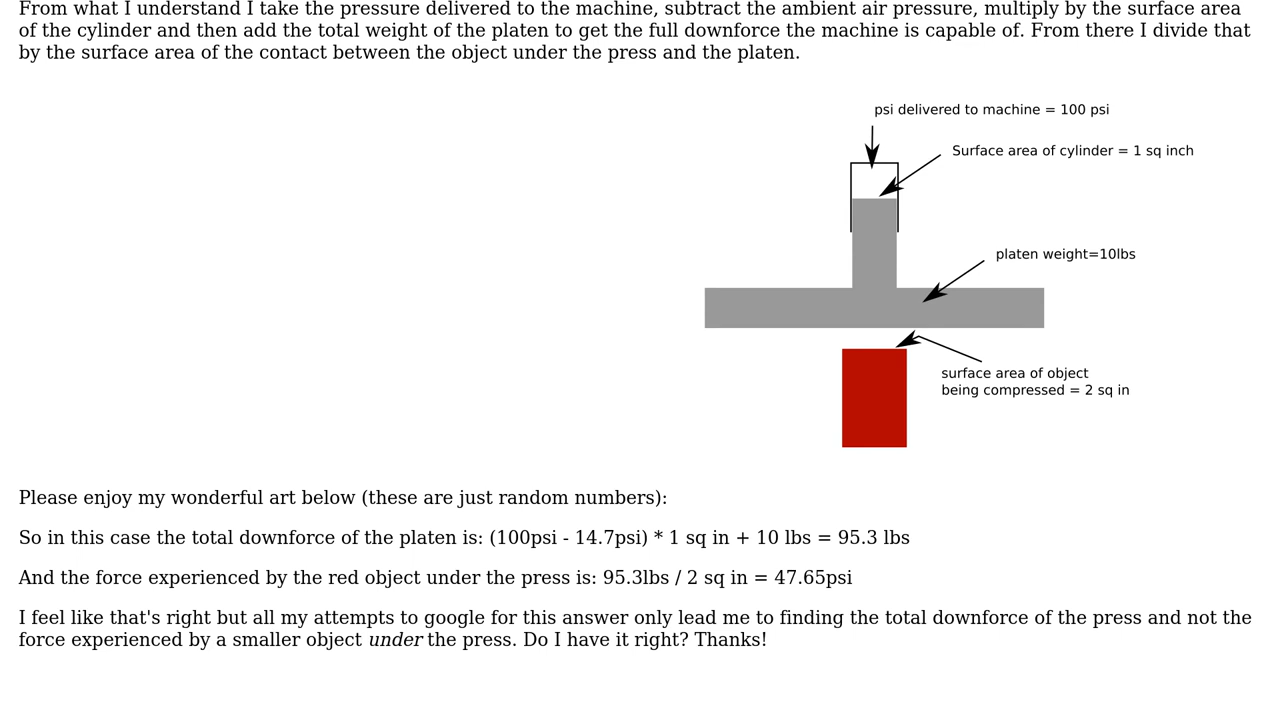 From what I understand I take the pressure delivered to the machine, subtract the ambient air pressure, multiply by the surface area
of the cylinder and then add the total weight of the platen to get the full downforce the machine is capable of. From there I divide that
by the surface area of the contact between the object under the press and the platen.
psi delivered to machine = 100 psi
Surface area of cylinder = 1 sq inch
platen weight=10lbs
surface area of object
being compressed = 2 sq in
Please enjoy my wonderful art below (these are just random numbers):
So in this case the total downforce of the platen is: (100psi - 14.7psi) * 1 sq in + 10 lbs = 95.3 lbs
And the force experienced by the red object under the press is: 95.3lbs / 2 sq in = 47.65psi
I feel like that's right but all my attempts to google for this answer only lead me to finding the total downforce of the press and not the
force experienced by a smaller object under the press. Do I have it right? Thanks!